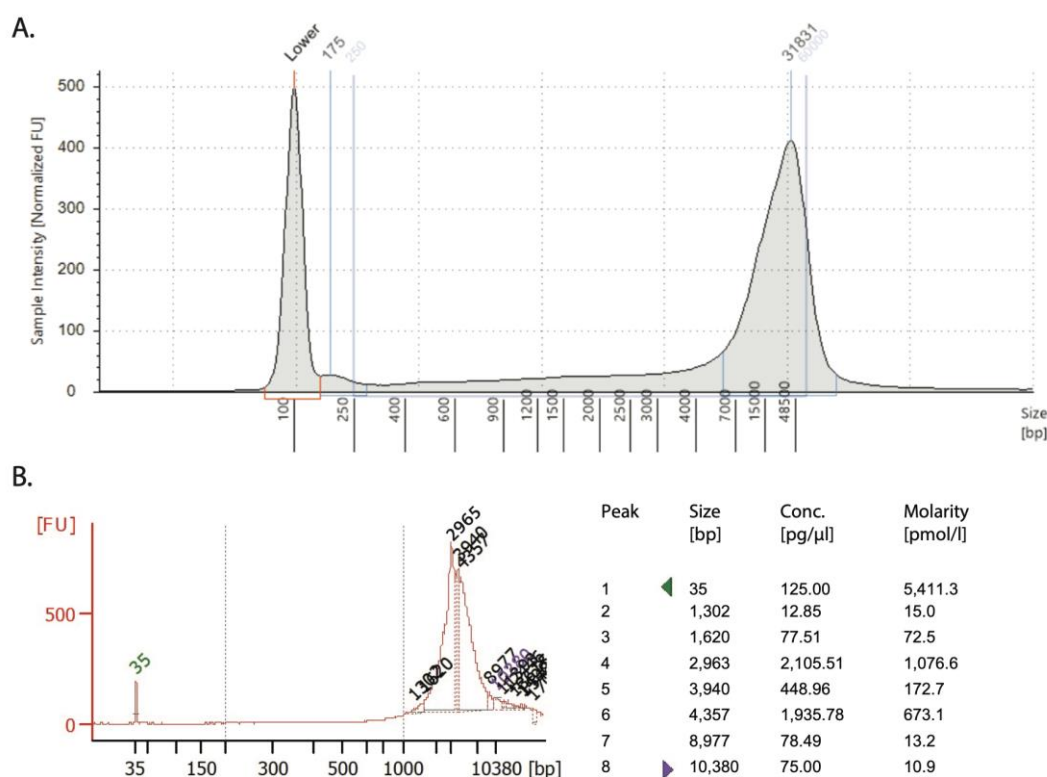 A.
Lower 175 250 31831 60000
500
400
300
200
100
0
Sample Intensity [Normalized FU]
100 250 400 600 900 1200 1500 2000 2500 3000 4000 7000 15000 48500
Size
[bp]
B.
[FU]
500
0
35
2965
3940
4357
8977
35 150 300 500 1000 10380 [bp]
Peak Size Conc. Molarity
[bp] [pg/µl] [pmol/l]
1 35 125.00 5,411.3
2 1,302 12.85 15.0
3 1,620 77.51 72.5
4 2,963 2,105.51 1,076.6
5 3,940 448.96 172.7
6 4,357 1,935.78 673.1
7 8,977 78.49 13.2
8 10,380 75.00 10.9